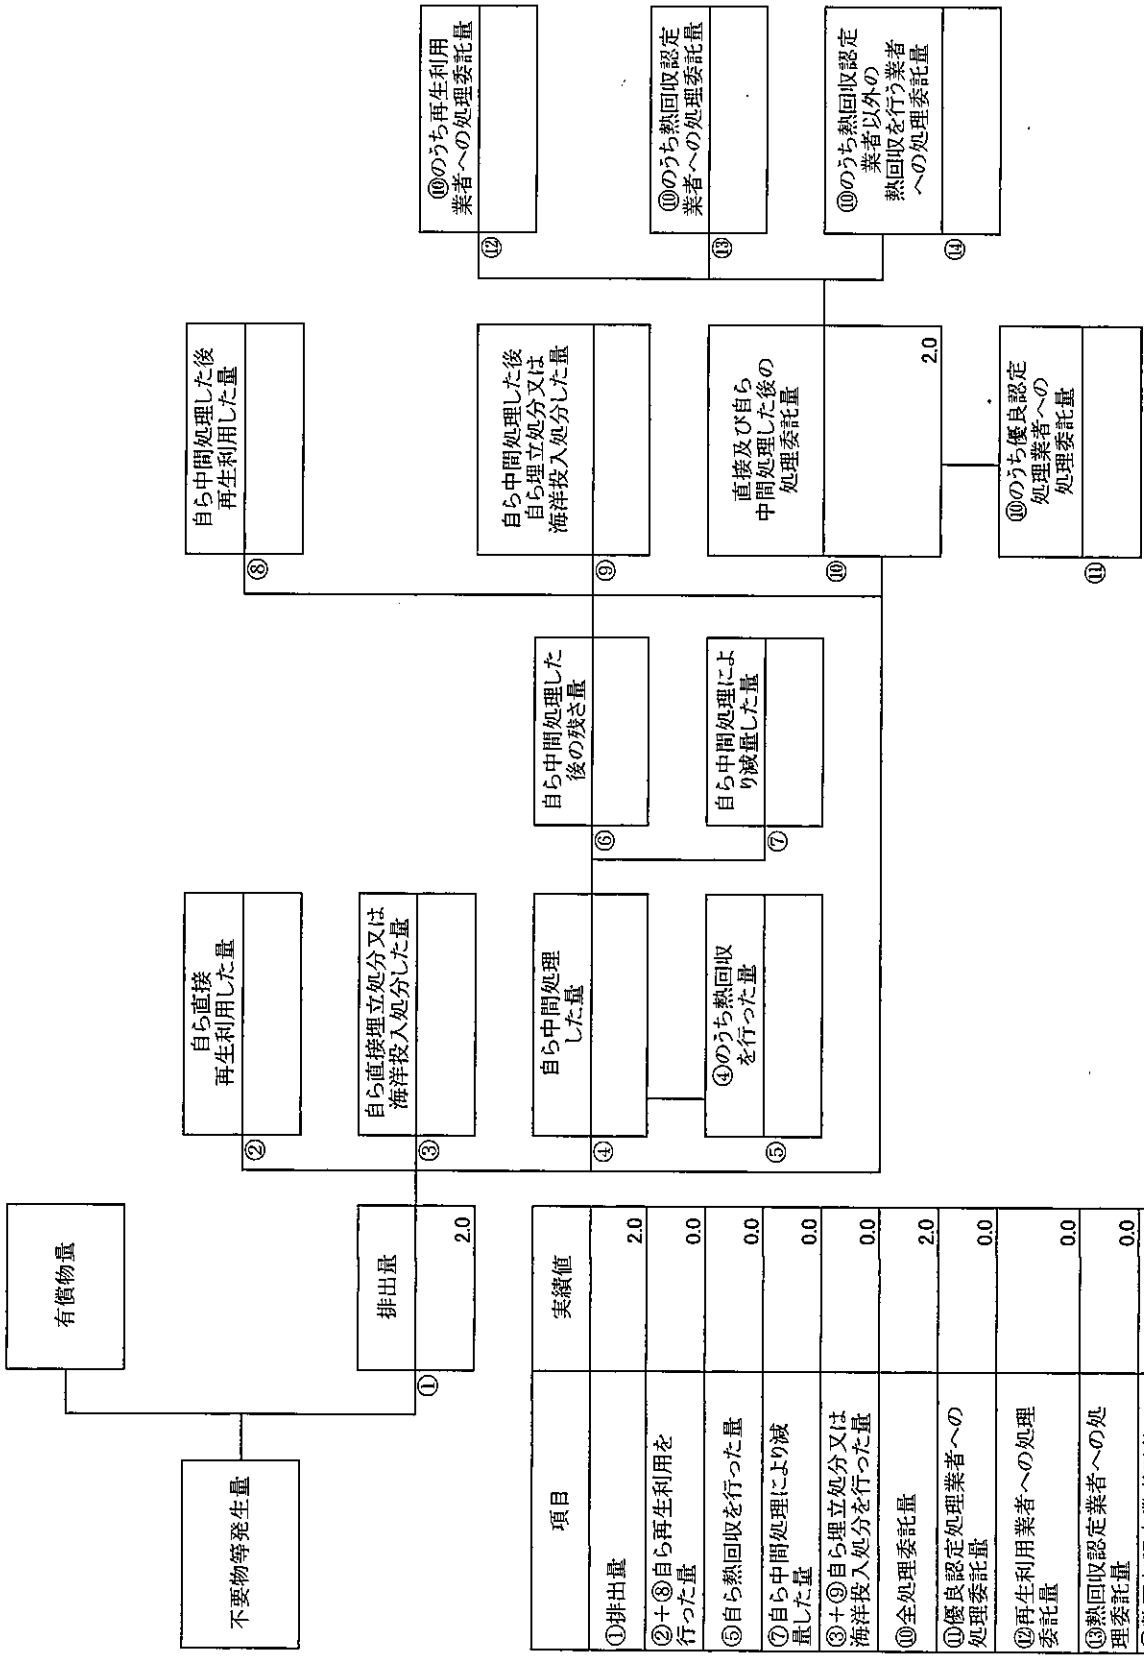 有償物量
不要物等発生量
排出量
①
2.0
②
自ら直接
再生利用した量
③
自ら直接埋立処分又は
海洋投入処分した量
④
自ら中間処理
した量
⑤
④のうち熱回収
を行った量
⑥
自ら中間処理した
後の残さ量
⑦
自ら中間処理によ
り減量した量
⑧
自ら中間処理した後
再生利用した量
⑨
自ら中間処理した後
自ら埋立処分又は
海洋投入処分した量
⑩
直接及び自ら
中間処理した後の
処理委託量
2.0
⑪
⑩のうち優良認定
処理業者への
処理委託量
⑫
⑩のうち再生利用
業者への処理委託量
⑬
⑩のうち熱回収認定
業者への処理委託量
⑭
⑩のうち熱回収認定
業者以外の
熱回収を行う業者
への処理委託量
項目 実績値
①排出量 2.0
②+⑧自ら再生利用を
行った量 0.0
⑤自ら熱回収を行った量 0.0
⑦自ら中間処理により減
量した量 0.0
③+⑨自ら埋立処分又は
海洋投入処分を行った量 0.0
⑩全処理委託量 2.0
⑪優良認定処理業者への
処理委託量 0.0
⑫再生利用業者への処理
委託量 0.0
⑬熱回収認定業者への処
理委託量 0.0